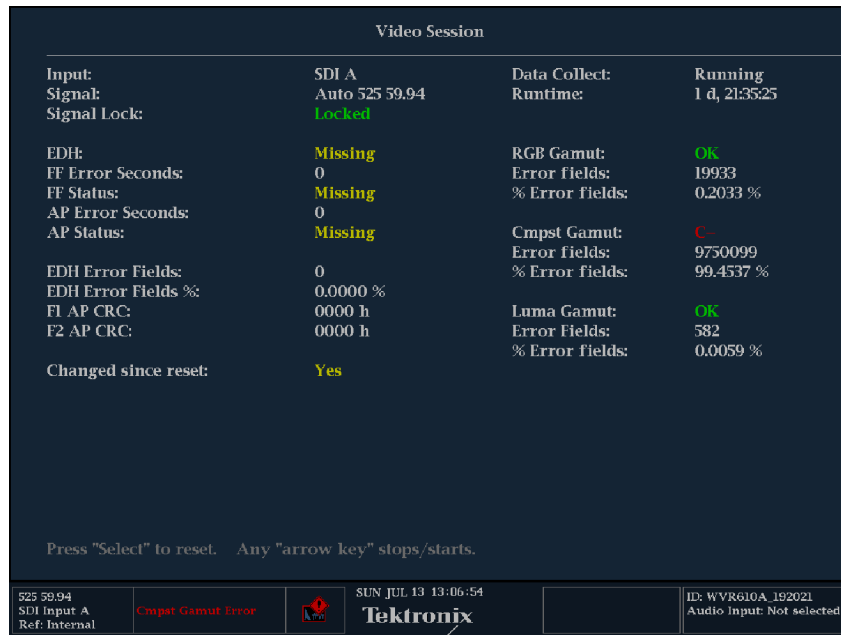 Video Session
Input: SDI A Data Collect: Running
Signal: Auto 525 59.94 Runtime: 1 d, 21:35:25
Signal Lock: Locked
EDH: Missing RGB Gamut: OK
FF Error Seconds: 0 Error fields: 19933
FF Status: Missing % Error fields: 0.2033 %
AP Error Seconds: 0
AP Status: Missing Cmpst Gamut: C--
Error fields: 9750099
EDH Error Fields: 0 % Error fields: 99.4537 %
EDH Error Fields %: 0.0000 %
F1 AP CRC: 0000 h Luma Gamut: OK
F2 AP CRC: 0000 h Error Fields: 582
% Error fields: 0.0059 %
Changed since reset: Yes
Press "Select" to reset. Any "arrow key" stops/starts.
525 59.94
SDI Input A
Ref: Internal
Cmpst Gamut Error
SUN JUL 13 13:06:54
Tektronix
ID: WVR610A_192021
Audio Input: Not selected